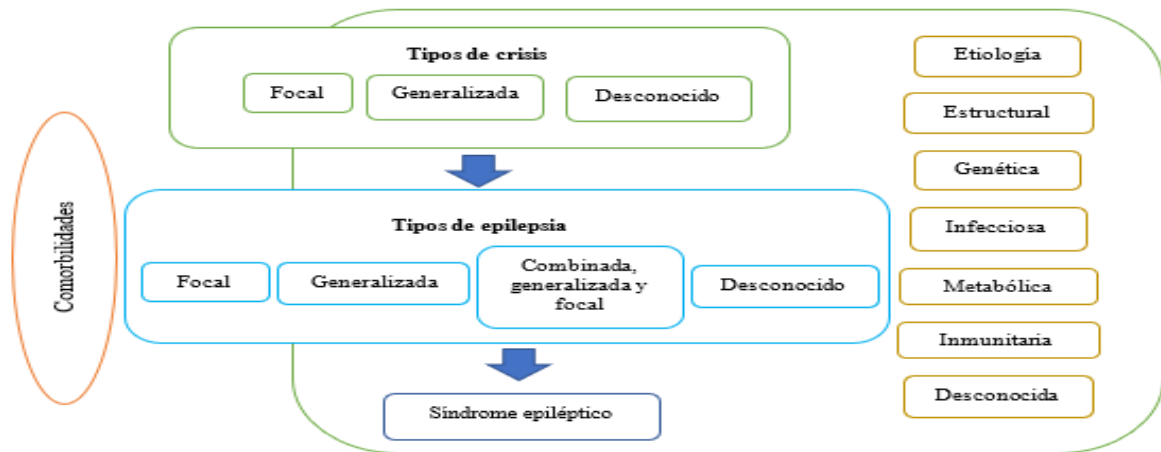 Tipos de crisis
Focal
Generalizada
Desconocido
Comorbilidades
Tipos de epilepsia
Focal
Generalizada
Combinada,
generalizada y
focal
Desconocido
Síndrome epiléptico
Etiología
Estructural
Genética
Infecciosa
Metabólica
Inmunitaria
Desconocida